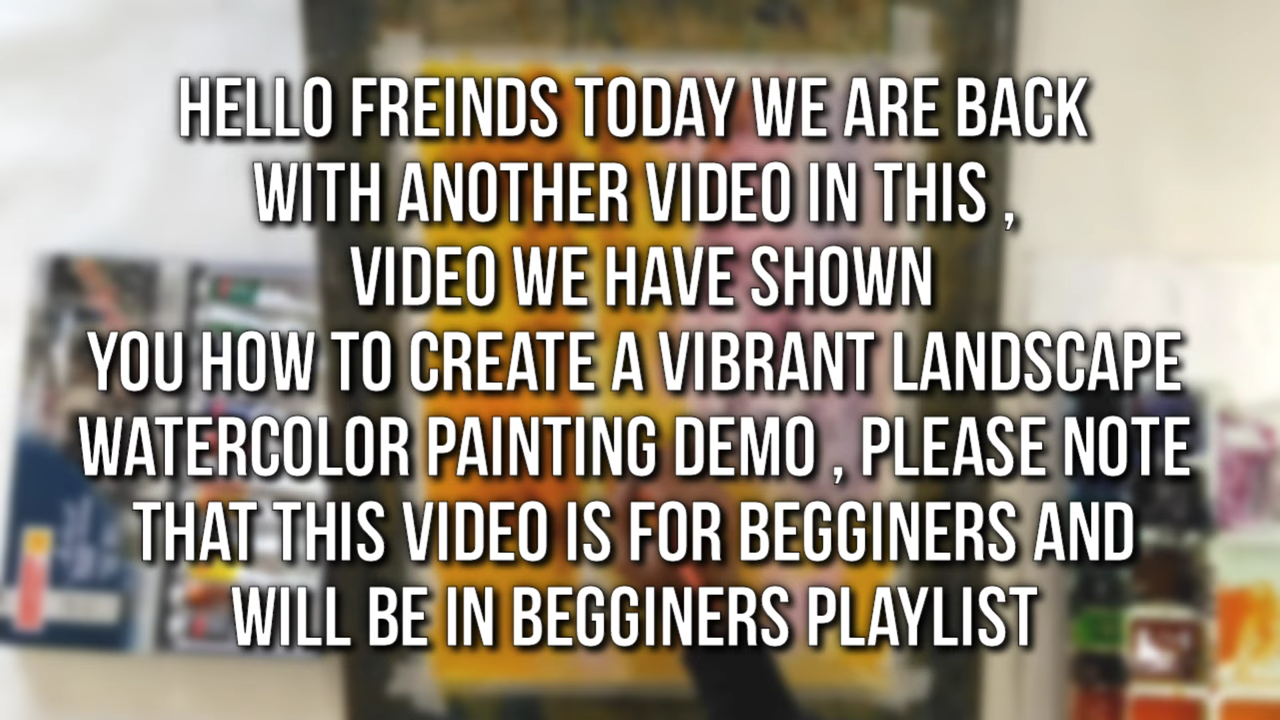 HELLO FREINDS TODAY WE ARE BACK
WITH ANOTHER VIDEO IN THIS ,
VIDEO WE HAVE SHOWN
YOU HOW TO CREATE A VIBRANT LANDSCAPE
WATERCOLOR PAINTING DEMO , PLEASE NOTE
THAT THIS VIDEO IS FOR BEGGINERS AND
WILL BE IN BEGGINERS PLAYLIST